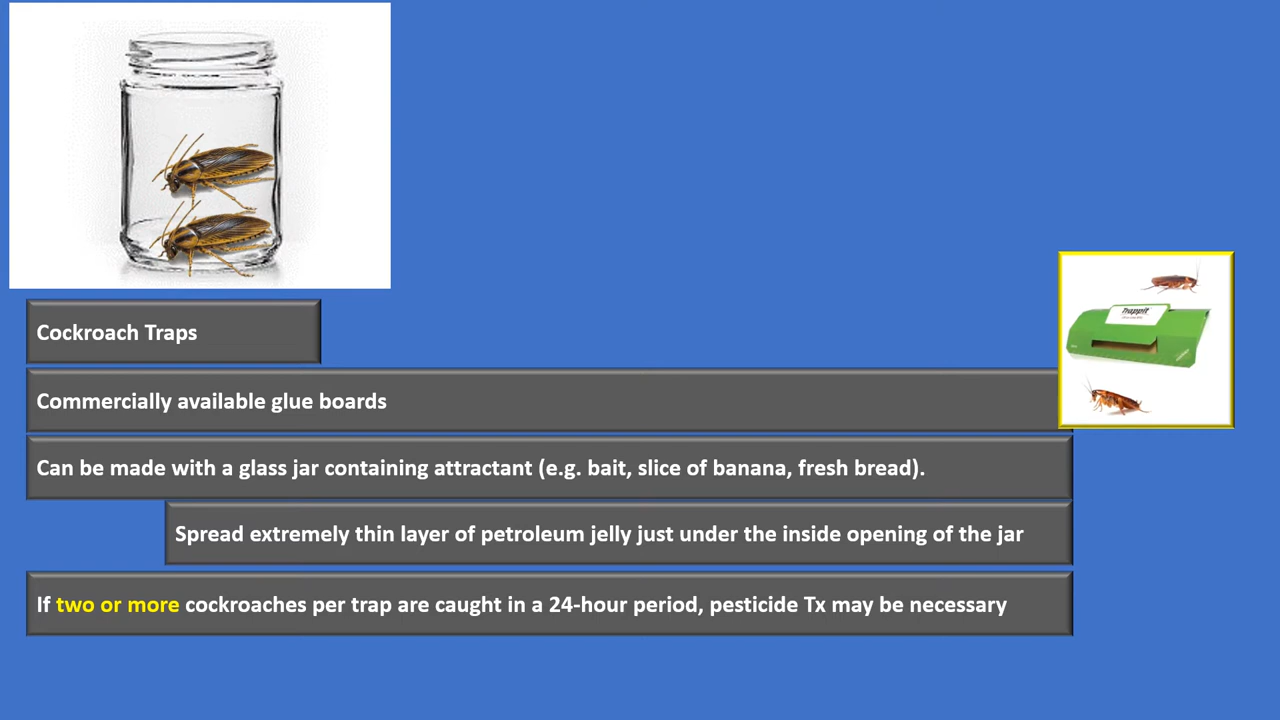 Cockroach Traps
Commercially available glue boards
Trappit
Can be made with a glass jar containing attractant (e.g. bait, slice of banana, fresh bread).
Spread extremely thin layer of petroleum jelly just under the inside opening of the jar
If two or more cockroaches per trap are caught in a 24-hour period, pesticide Tx may be necessary